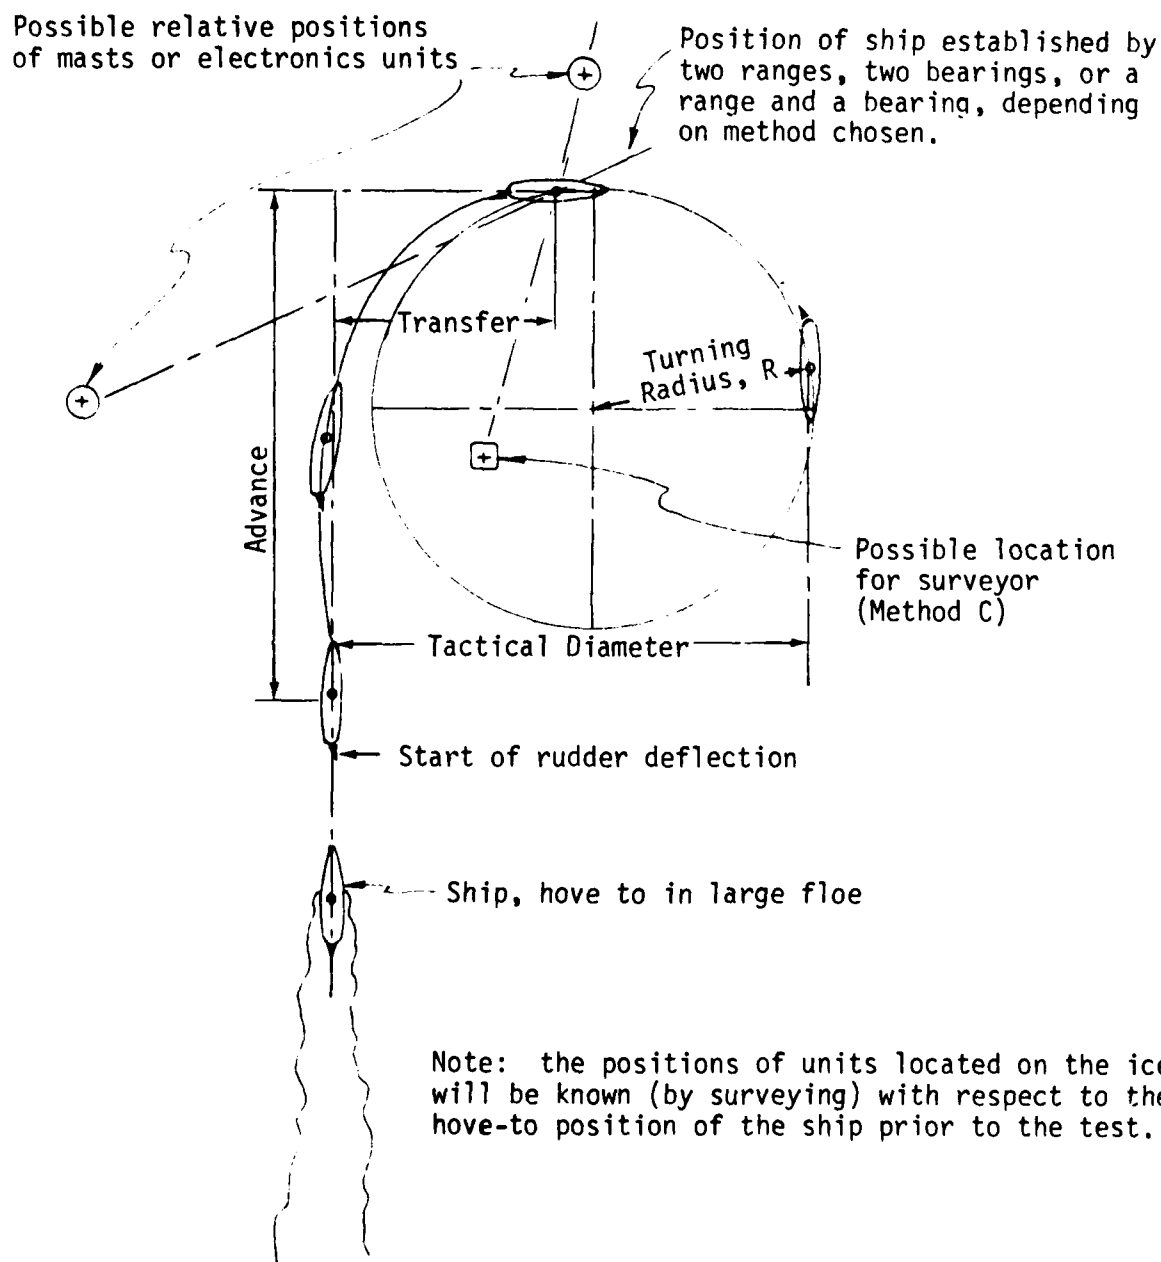 Possible relative positions
of masts or electronics units
Position of ship established by
two ranges, two bearings, or a
range and a bearing, depending
on method chosen.
Transfer
Turning
Radius, R
Advance
Possible location
for surveyor
(Method C)
Tactical Diameter
Start of rudder deflection
Ship, hove to in large floe
Note: the positions of units located on the ice
will be known (by surveying) with respect to the
hove-to position of the ship prior to the test.